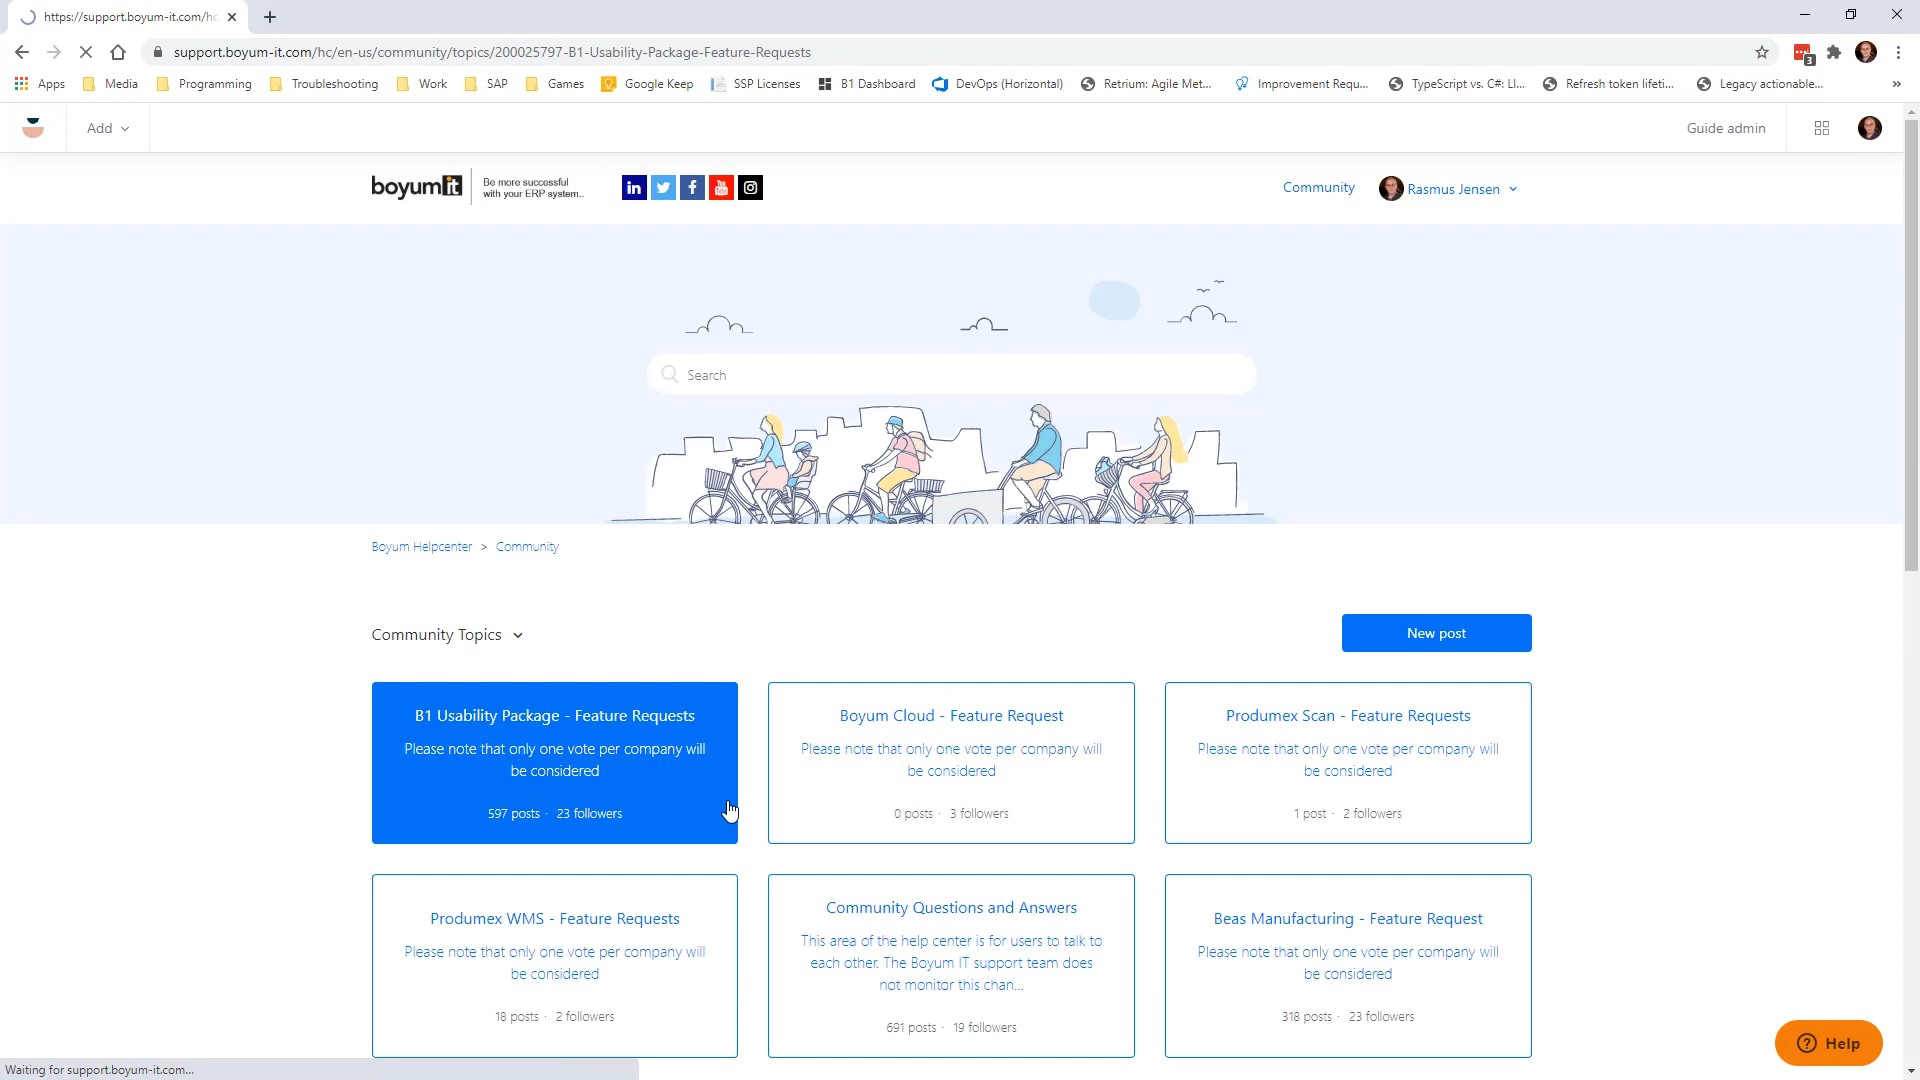 https://support.boyum-it.com/hc
support.boyum-it.com/hc/en-us/community/topics/200025797-B1-Usability-Package-Feature-Requests
3
Apps Media Programming Troubleshooting Work SAP Games Google Keep SSP Licenses B1 Dashboard DevOps (Horizontal) Retrium: Agile Met... Improvement Requ... TypeScript vs. C#: LI... Refresh token lifeti... Legacy actionable... »
Add Guide admin
boyumit
Be more successful
with your ERP system..
in
f
You
Tube
Community Rasmus Jensen
Search
Boyum Helpcenter > Community
Community Topics
New post
B1 Usability Package - Feature Requests
Please note that only one vote per company will
be considered
597 posts · 23 followers
Boyum Cloud - Feature Request
Please note that only one vote per company will
be considered
0 posts · 3 followers
Produmex Scan - Feature Requests
Please note that only one vote per company will
be considered
1 post · 2 followers
Produmex WMS - Feature Requests
Please note that only one vote per company will
be considered
18 posts · 2 followers
Community Questions and Answers
This area of the help center is for users to talk to
each other. The Boyum IT support team does
not monitor this chan...
691 posts · 19 followers
Beas Manufacturing - Feature Request
Please note that only one vote per company will
be considered
318 posts · 23 followers
? Help
Waiting for support.boyum-it.com...